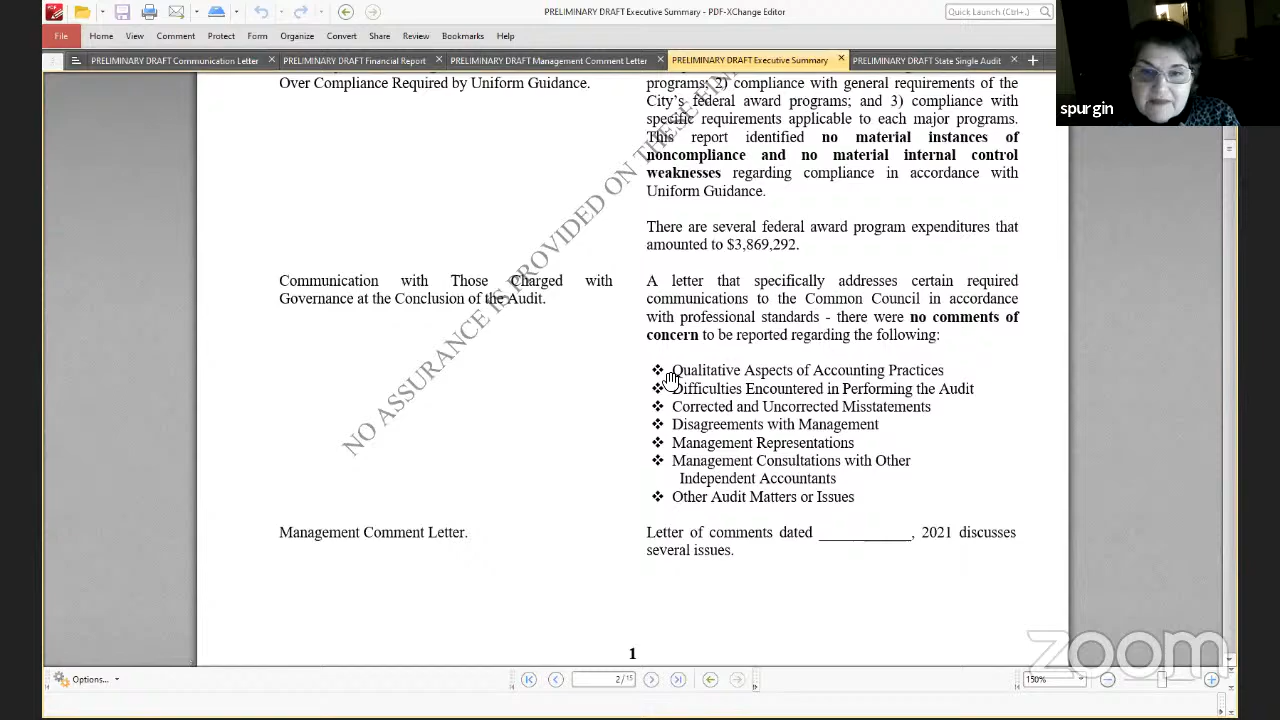 PRELIMINARY DRAFT Executive Summary - PDF-XChange Editor
Quick Launch (Ctrl+.)
File Home View Comment Protect Form Organize Convert Share Review Bookmarks Help
PRELIMINARY DRAFT Communication Letter × PRELIMINARY DRAFT Financial Report × PRELIMINARY DRAFT Management Comment Letter × PRELIMINARY DRAFT Executive Summary × PRELIMINARY DRAFT State Single Audit ×
spurgin
Over Compliance Required by Uniform Guidance.
programs; 2) compliance with general requirements of the
City's federal award programs; and 3) compliance with
specific requirements applicable to each major programs.
This report identified no material instances of
noncompliance and no material internal control
weaknesses regarding compliance in accordance with
Uniform Guidance.
There are several federal award program expenditures that
amounted to $3,869,292.
Communication with Those Charged with
Governance at the Conclusion of the Audit.
A letter that specifically addresses certain required
communications to the Common Council in accordance
with professional standards - there were no comments of
concern to be reported regarding the following:
❖ Qualitative Aspects of Accounting Practices
❖ Difficulties Encountered in Performing the Audit
❖ Corrected and Uncorrected Misstatements
❖ Disagreements with Management
❖ Management Representations
❖ Management Consultations with Other
Independent Accountants
❖ Other Audit Matters or Issues
Management Comment Letter.
Letter of comments dated ____________, 2021 discusses
several issues.
NO ASSURANCE IS PROVIDED ON THESE
1
zoom
Options...
2 / 15
150%